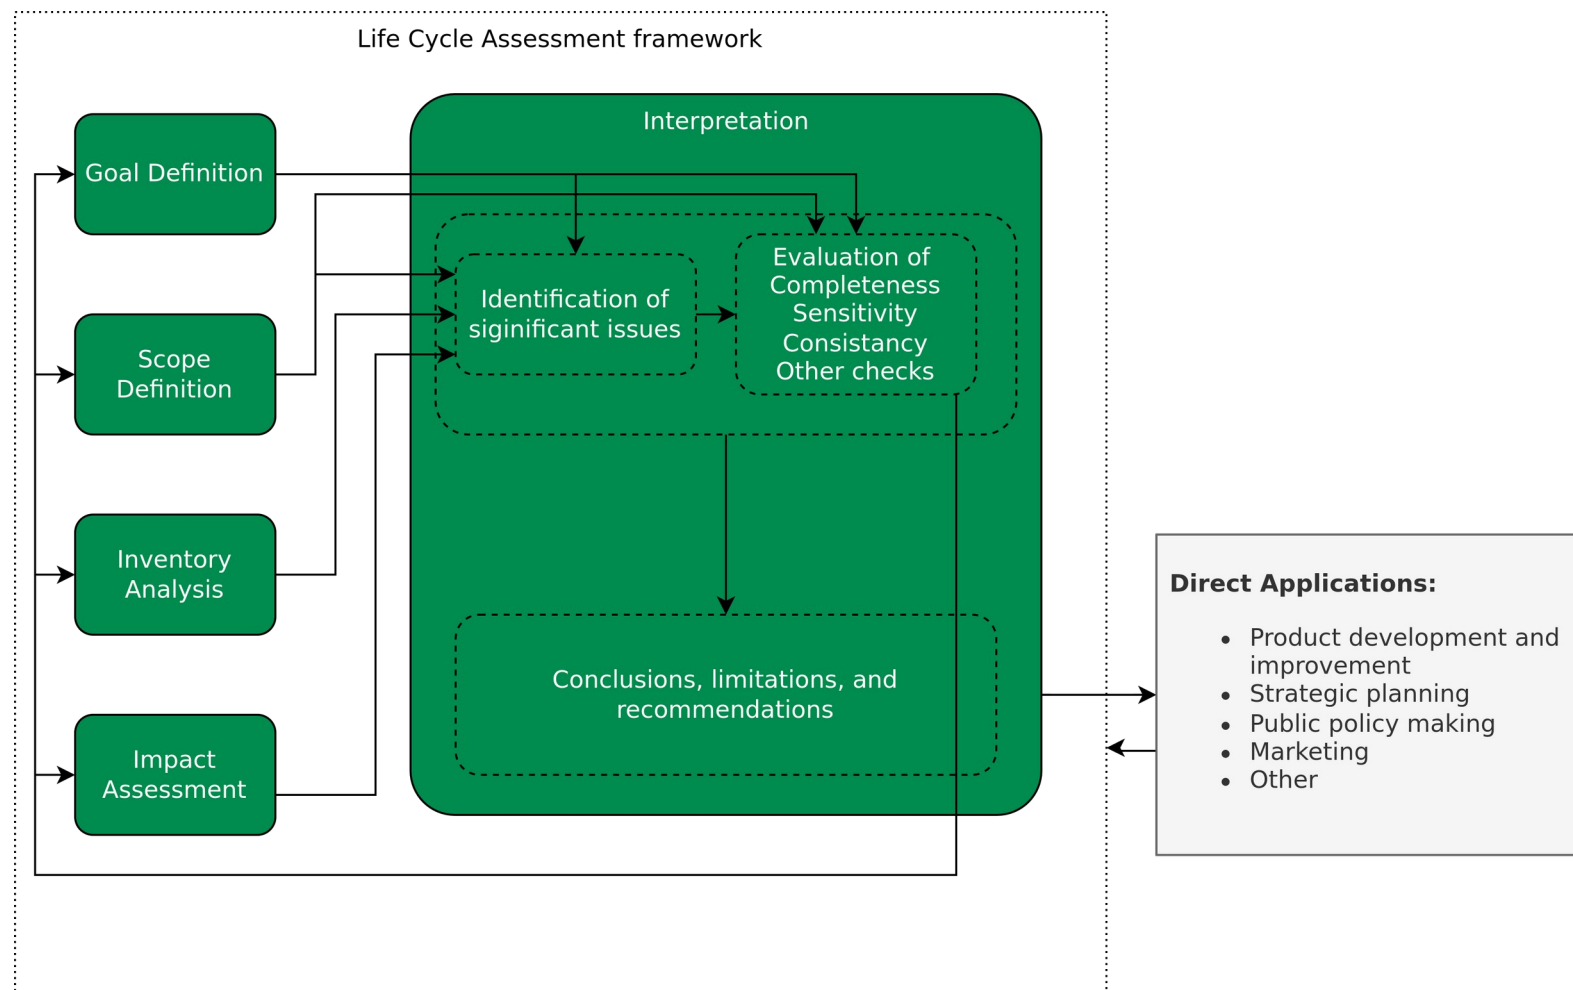 Life Cycle Assessment framework
Interpretation
Goal Definition
Scope
Definition
Inventory
Analysis
Impact
Assessment
Identification of
siginificant issues
Evaluation of
Completeness
Sensitivity
Consistancy
Other checks
Conclusions, limitations, and
recommendations
Direct Applications:
• Product development and
improvement
• Strategic planning
• Public policy making
• Marketing
• Other